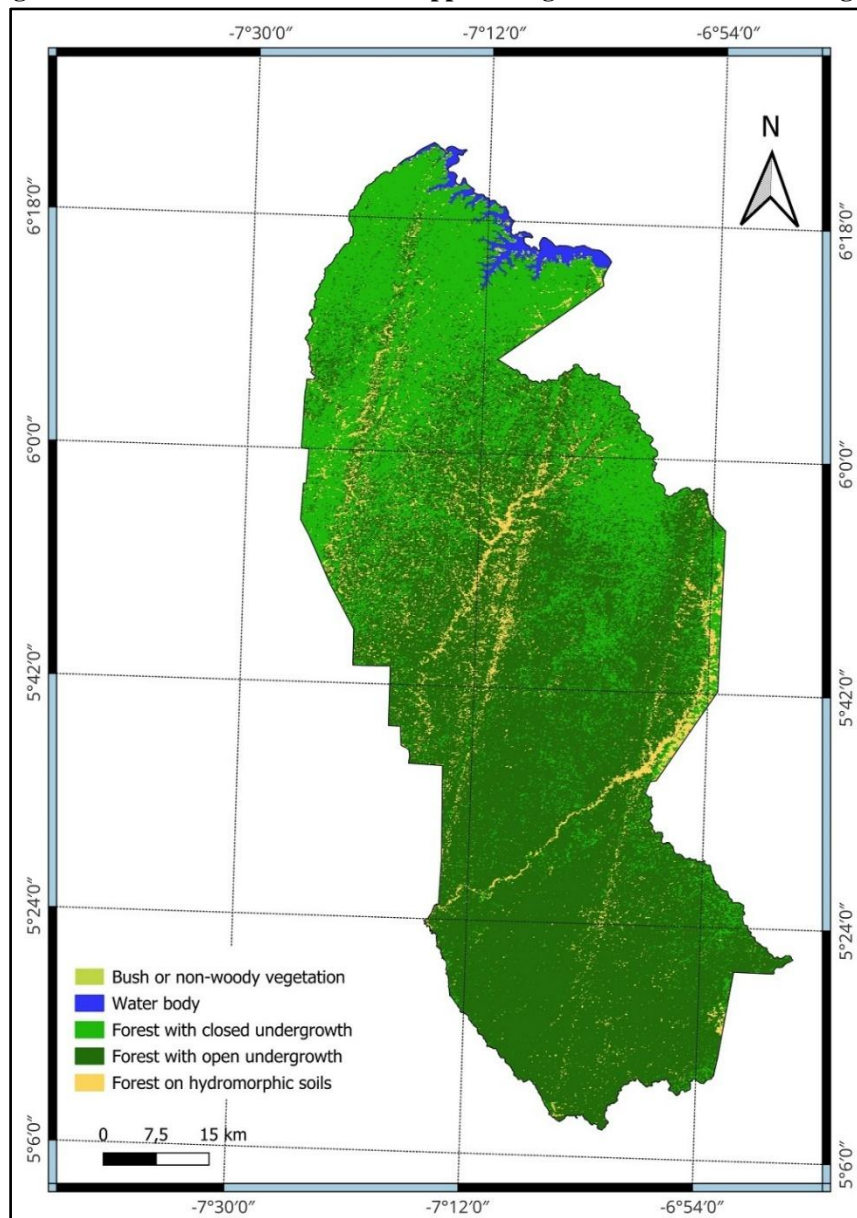 -7°30′0″ -7°12′0″ -6°54′0″
N
6°18′0″ 6°18′0″
6°0′0″ 6°0′0″
5°42′0″ 5°42′0″
5°24′0″ 5°24′0″
Bush or non-woody vegetation
Water body
Forest with closed undergrowth
Forest with open undergrowth
Forest on hydromorphic soils
0 7,5 15 km
5°6′0″ 5°6′0″
-7°30′0″ -7°12′0″ -6°54′0″